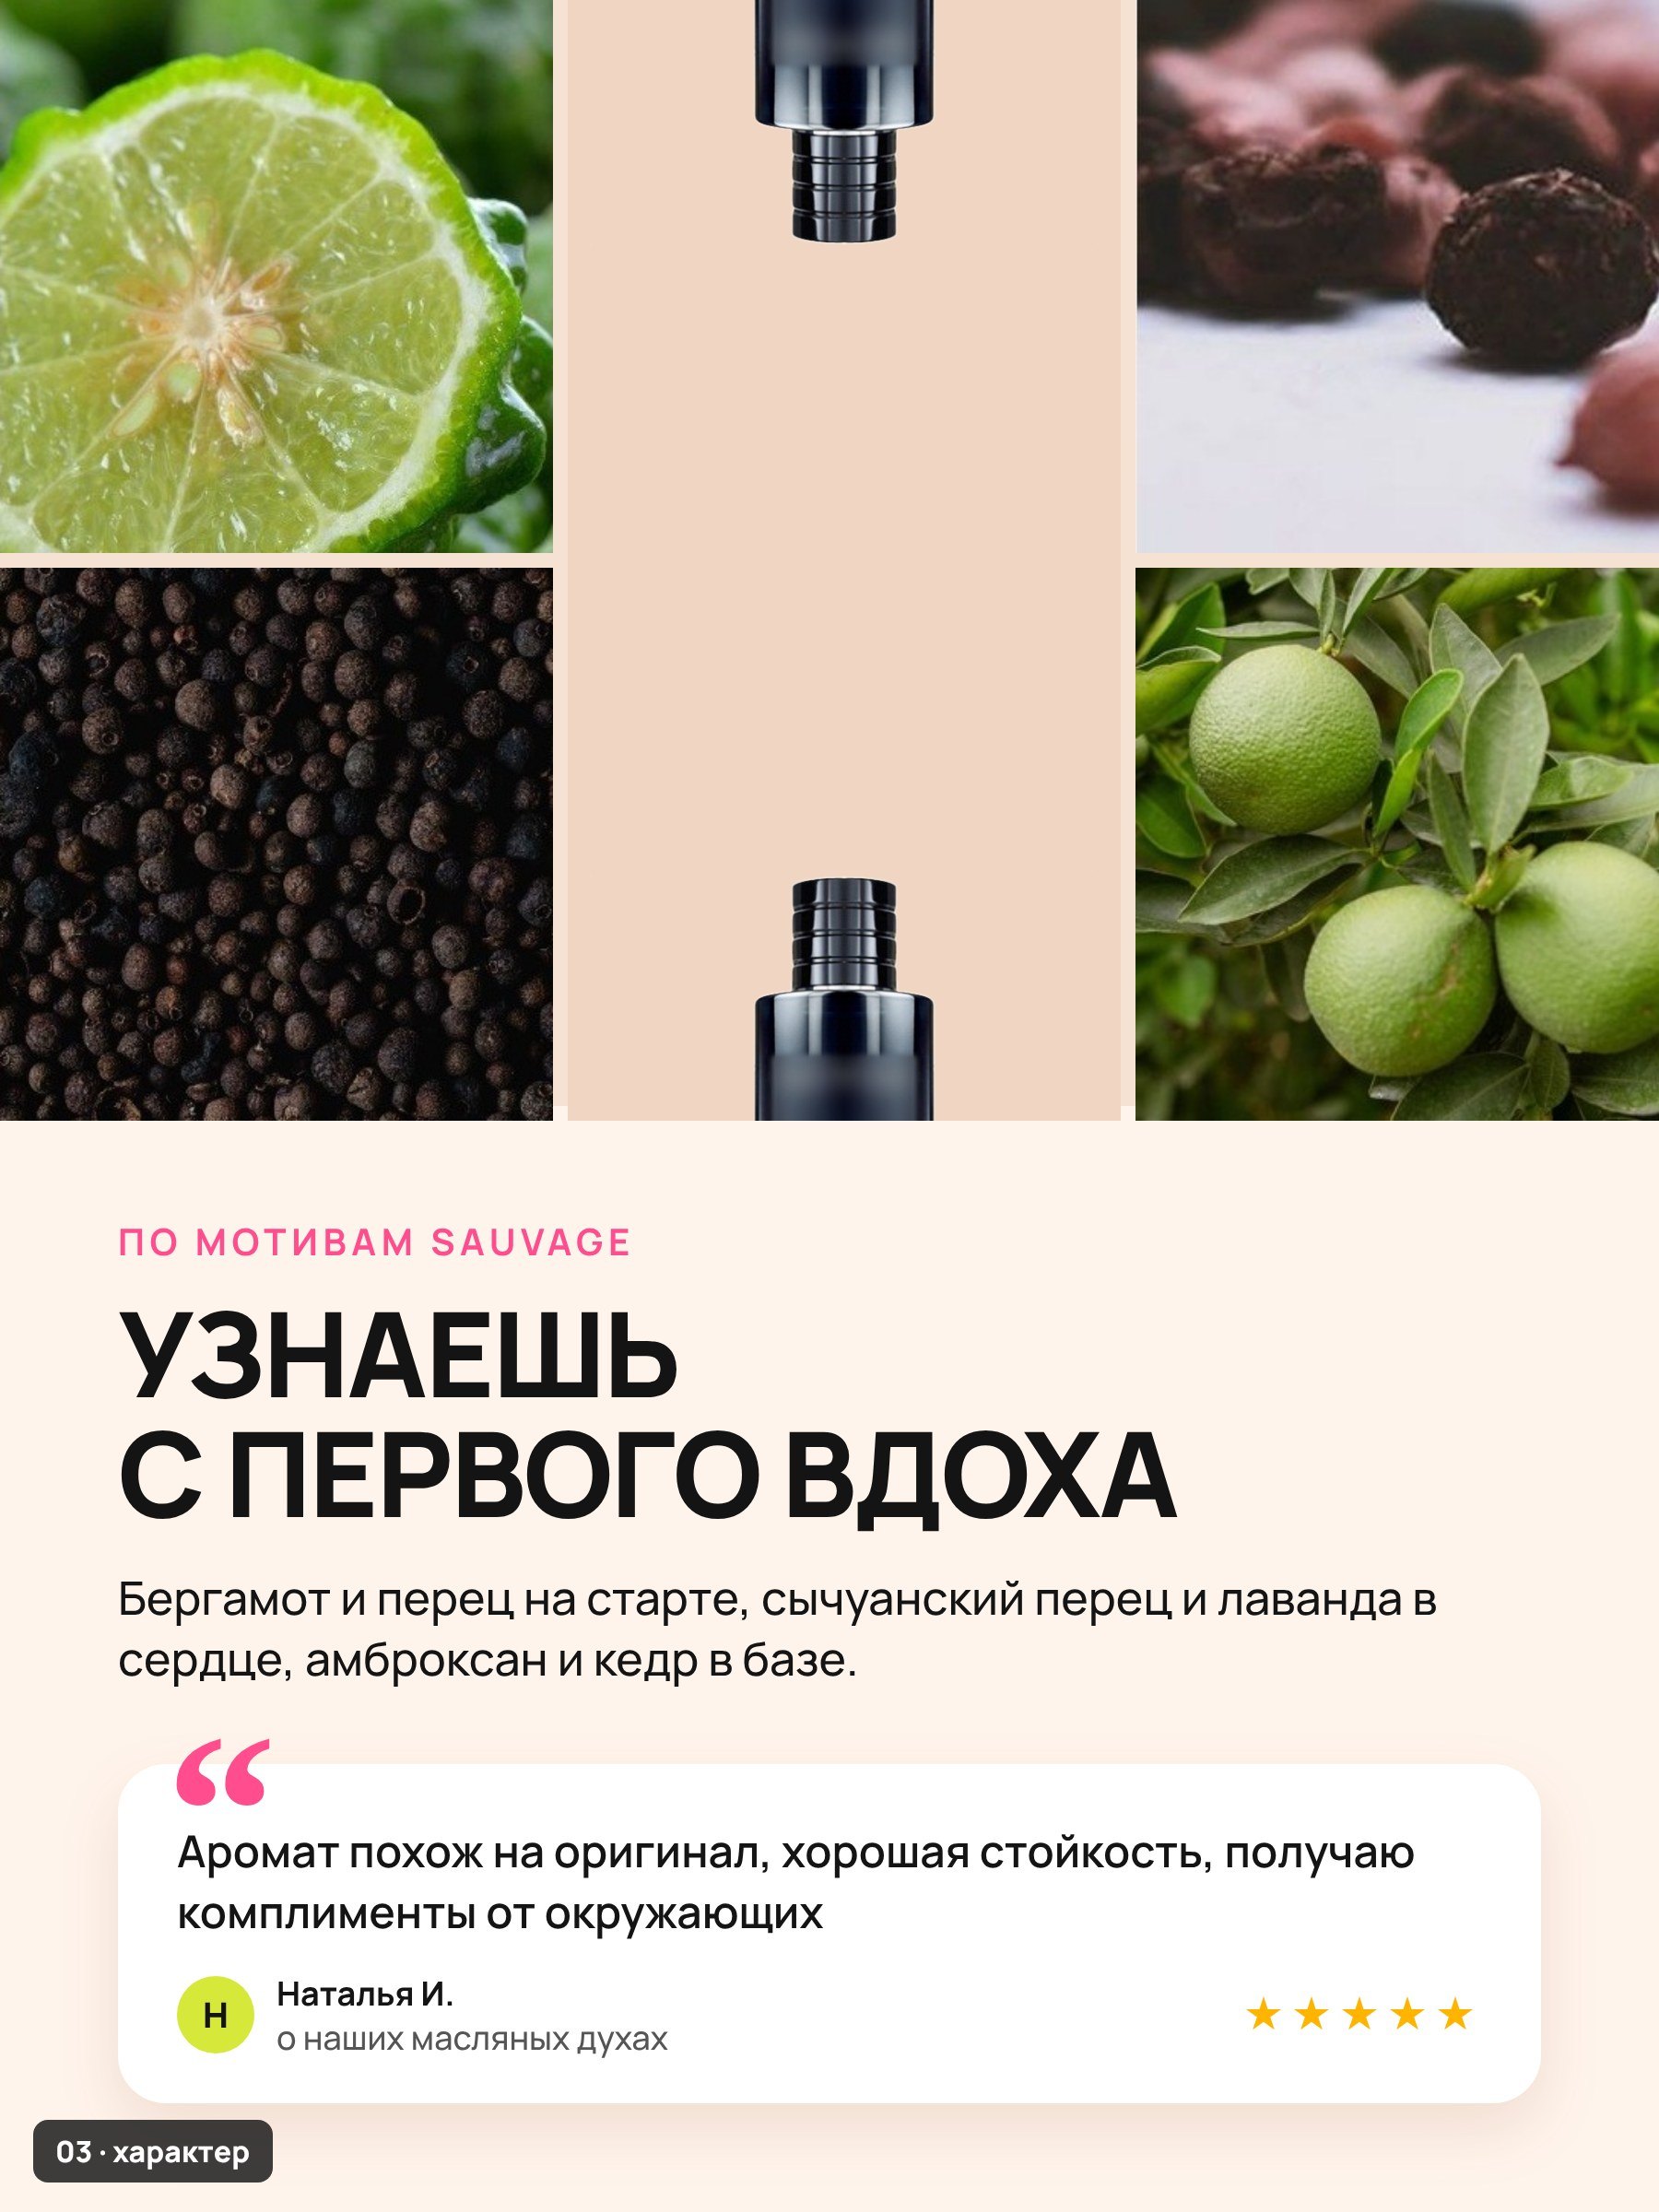 ПО МОТИВАМ SAUVAGE
УЗНАЕШЬ
С ПЕРВОГО ВДОХА
Бергамот и перец на старте, сычуанский перец и лаванда в
сердце, амброксан и кедр в базе.
“
Аромат похож на оригинал, хорошая стойкость, получаю
комплименты от окружающих
Н
Наталья И.
о наших масляных духах
★★★★★
03 · характер